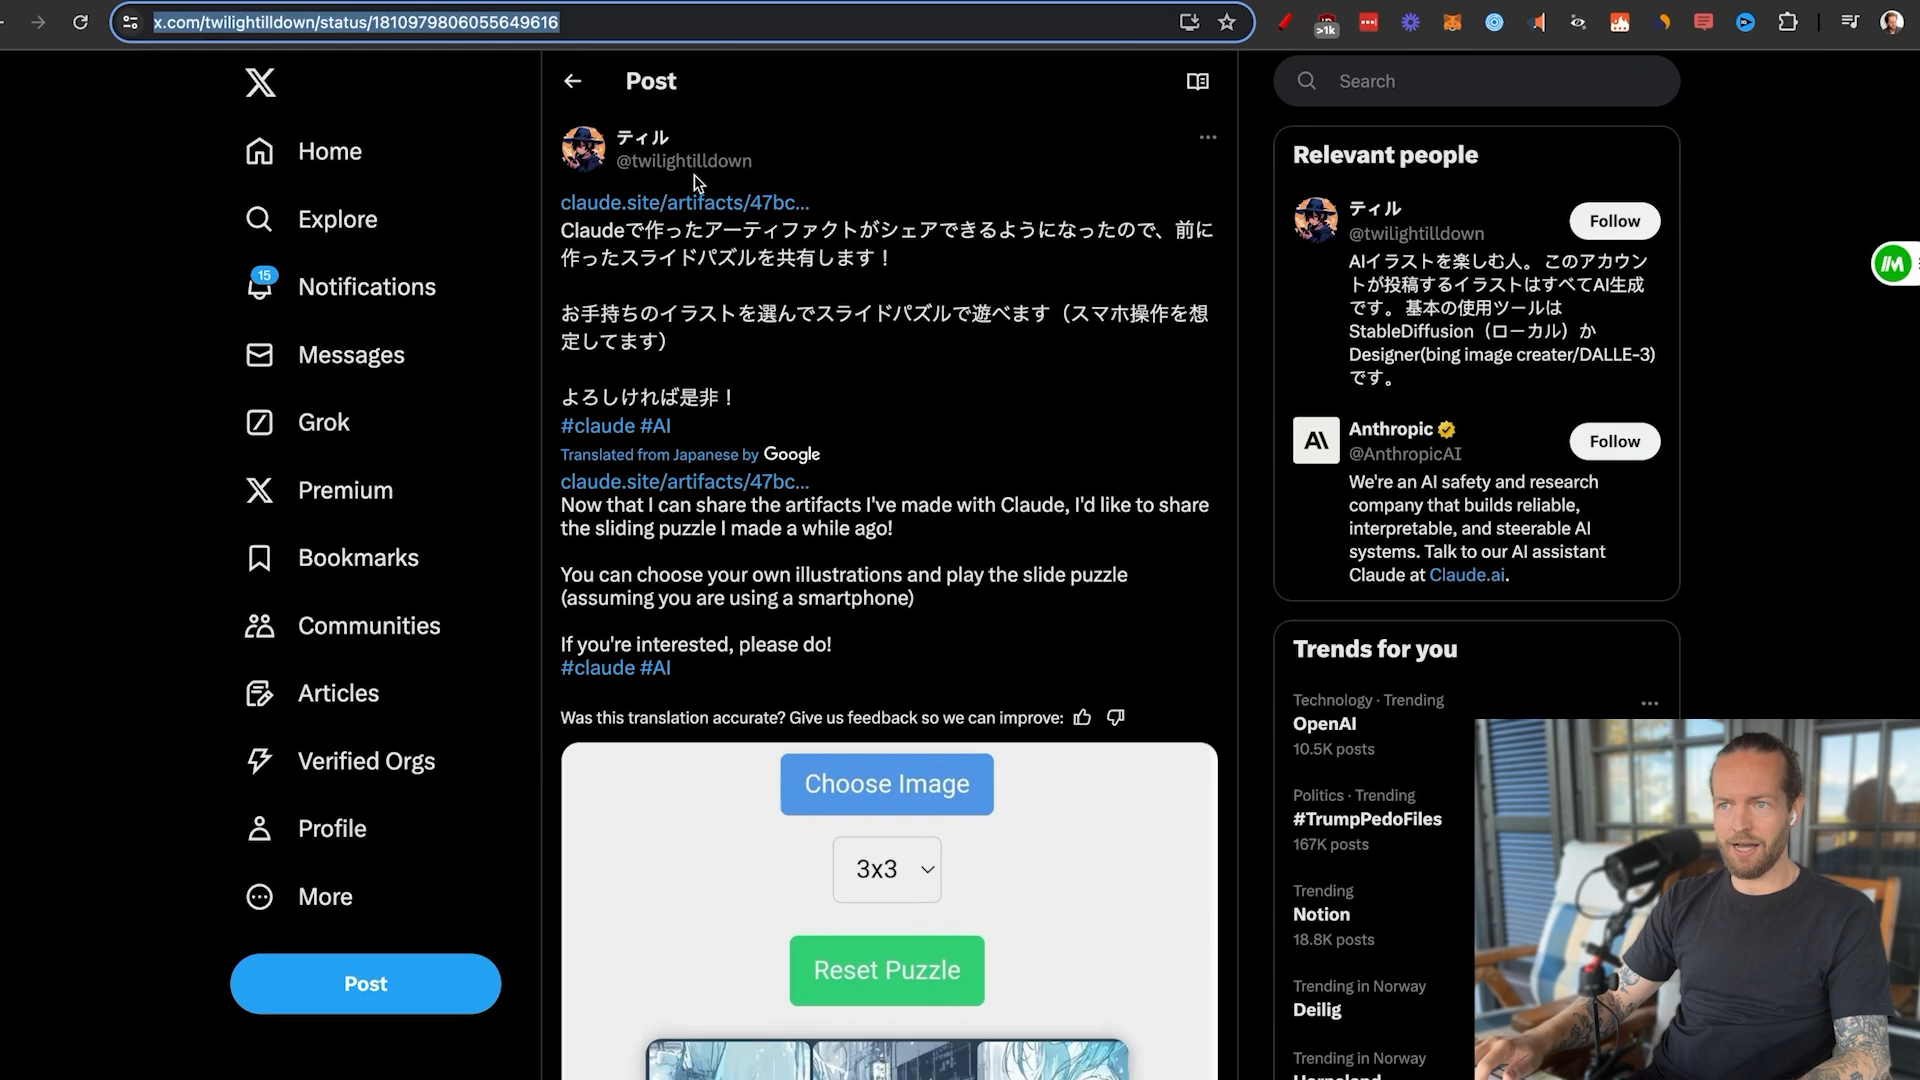 x.com/twilightilldown/status/1810979806055649616
>1k
Home
Explore
15
Notifications
Messages
Grok
Premium
Bookmarks
Communities
Articles
Verified Orgs
Profile
More
Post
Post
ティル
@twilightilldown
claude.site/artifacts/47bc...
Claudeで作ったアーティファクトがシェアできるようになったので、前に
作ったスライドパズルを共有します！
お手持ちのイラストを選んでスライドパズルで遊べます（スマホ操作を想
定してます）
よろしければ是非！
#claude #AI
Translated from Japanese by Google
claude.site/artifacts/47bc...
Now that I can share the artifacts I've made with Claude, I'd like to share
the sliding puzzle I made a while ago!
You can choose your own illustrations and play the slide puzzle
(assuming you are using a smartphone)
If you're interested, please do!
#claude #AI
Was this translation accurate? Give us feedback so we can improve:
Choose Image
3x3
Reset Puzzle
Search
Relevant people
ティル
@twilightilldown
Follow
AIイラストを楽しむ人。このアカウン
トが投稿するイラストはすべてAI生成
です。 基本の使用ツールは
StableDiffusion（ローカル）か
Designer(bing image creater/DALLE-3)
です。
Anthropic
@AnthropicAI
Follow
We're an AI safety and research
company that builds reliable,
interpretable, and steerable AI
systems. Talk to our AI assistant
Claude at Claude.ai.
Trends for you
Technology · Trending
OpenAI
10.5K posts
Politics · Trending
#TrumpPedoFiles
167K posts
Trending
Notion
18.8K posts
Trending in Norway
Deilig
Trending in Norway